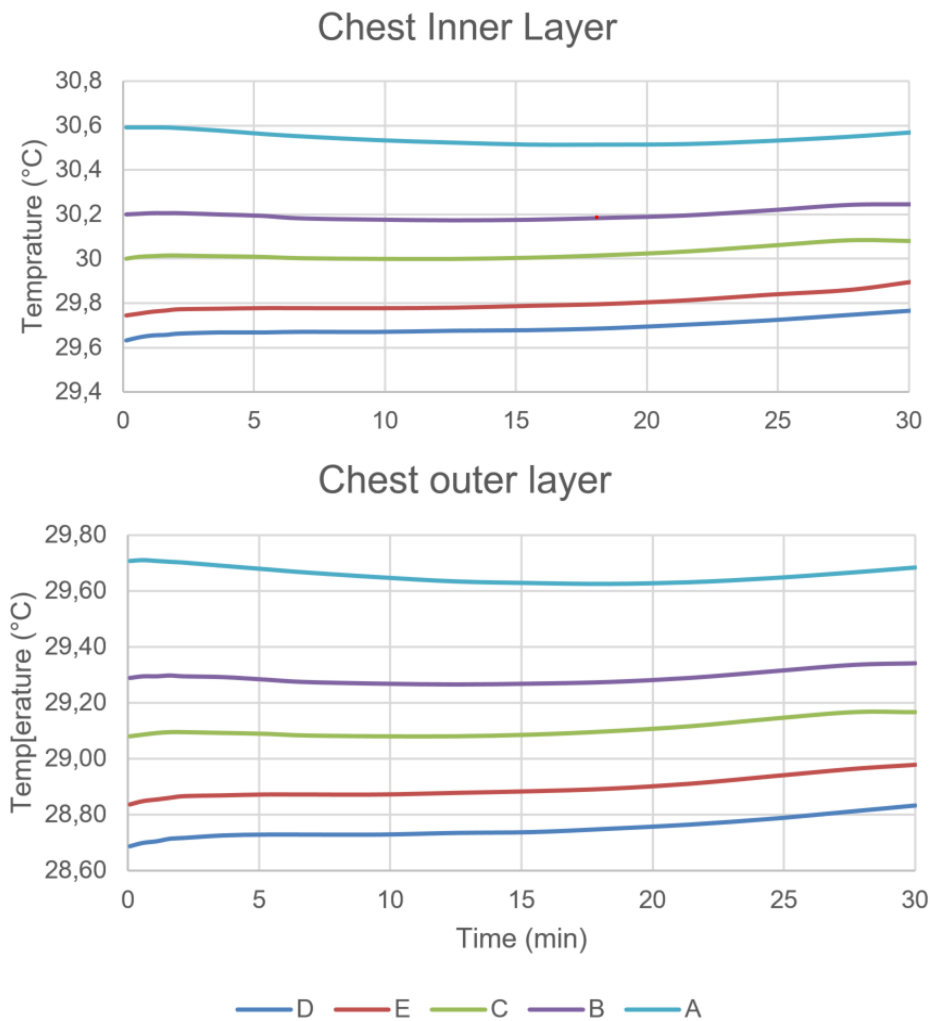 Chest Inner Layer
30,8
30,6
30,4
30,2
30
29,8
29,6
29,4
Temprature (°C)
0 5 10 15 20 25 30
Chest outer layer
29,80
29,60
29,40
29,20
29,00
28,80
28,60
Temp[erature (°C)
0 5 10 15 20 25 30
Time (min)
D E C B A